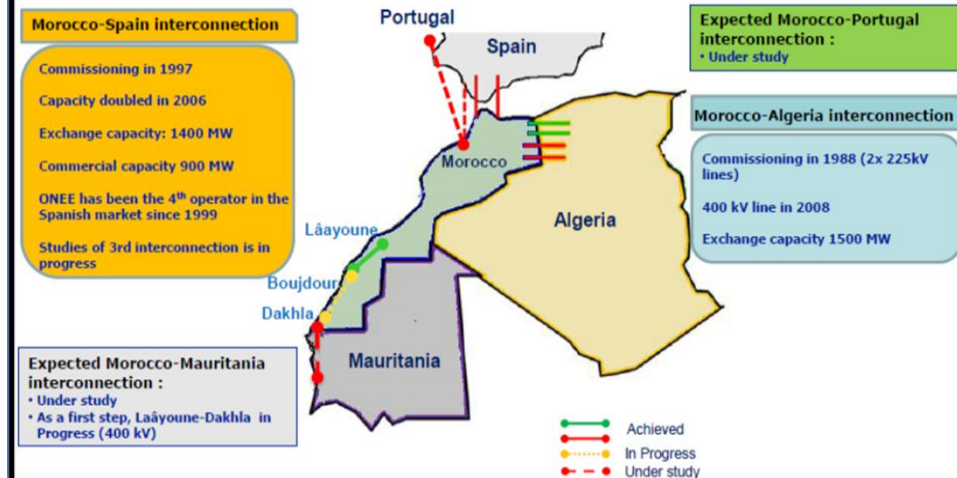 Morocco-Spain interconnection
Commissioning in 1997
Capacity doubled in 2006
Exchange capacity: 1400 MW
Commercial capacity 900 MW
ONEE has been the 4th operator in the
Spanish market since 1999
Studies of 3rd interconnection is in
progress
Portugal
Spain
Morocco
Algeria
Lâayoune
Boujdour
Dakhla
Mauritania
Expected Morocco-Portugal
interconnection :
• Under study
Morocco-Algeria interconnection
Commissioning in 1988 (2x 225kV
lines)
400 kV line in 2008
Exchange capacity 1500 MW
Expected Morocco-Mauritania
interconnection :
• Under study
• As a first step, Laâyoune-Dakhla in
Progress (400 kV)
Achieved
In Progress
Under study